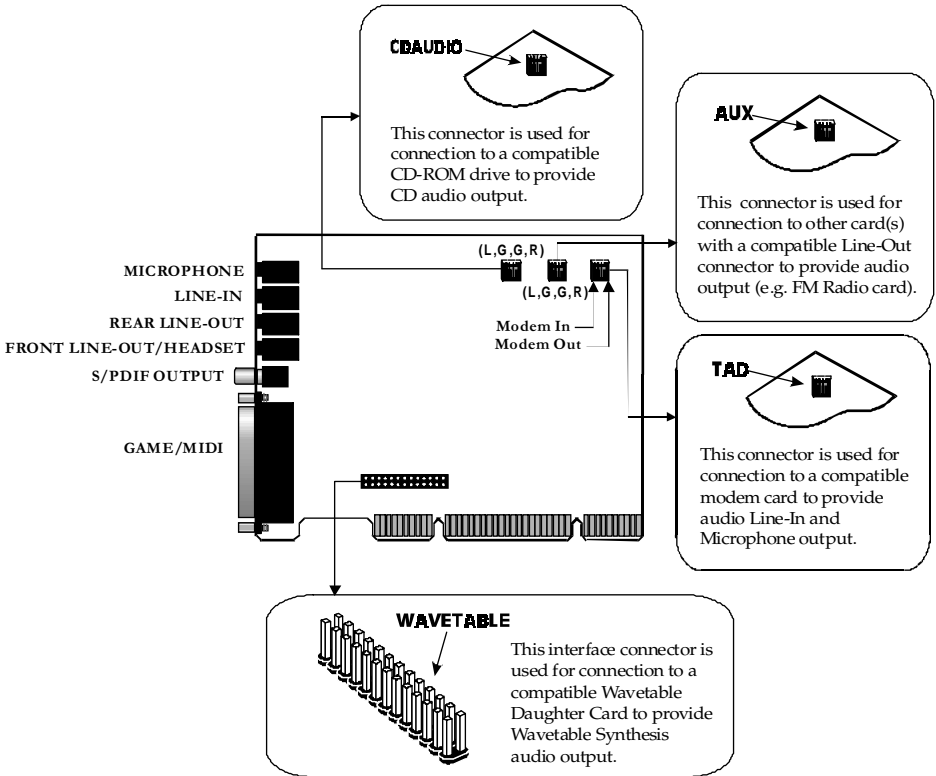 CDAUDIO
This connector is used for
connection to a compatible
CD-ROM drive to provide
CD audio output.
AUX
This connector is used for
connection to other card(s)
with a compatible Line-Out
connector to provide audio
output (e.g. FM Radio card).
(L,G,G,R)
(L,G,G,R)
Modem In
Modem Out
MICROPHONE
LINE-IN
REAR LINE-OUT
FRONT LINE-OUT/HEADSET
S/PDIF OUTPUT
GAME/MIDI
TAD
This connector is used for
connection to a compatible
modem card to provide
audio Line-In and
Microphone output.
WAVETABLE
This interface connector is
used for connection to a
compatible Wavetable
Daughter Card to provide
Wavetable Synthesis
audio output.